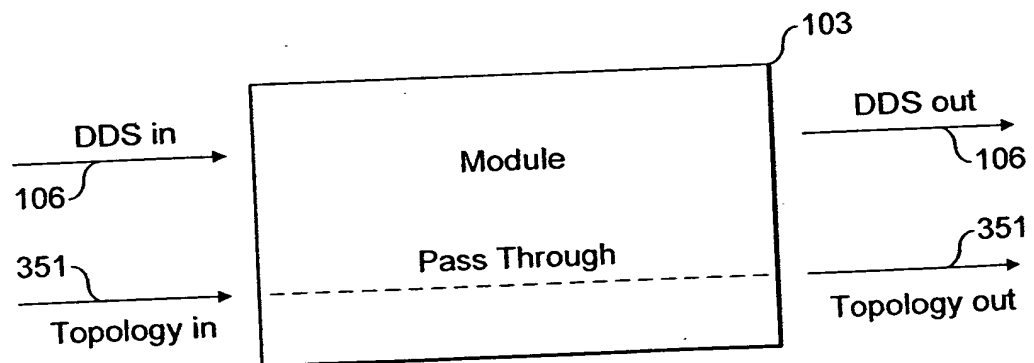 103
DDS in
DDS out
106
Module
106
351
Pass Through
351
Topology in
Topology out